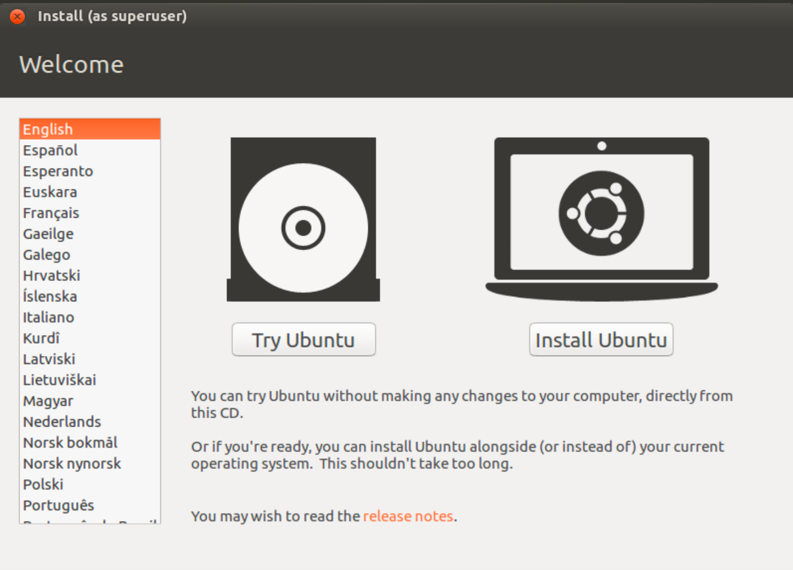 Install (as superuser)
Welcome
English
Español
Esperanto
Euskara
Français
Gaeilge
Galego
Hrvatski
Íslenska
Italiano
Kurdî
Latviski
Lietuviškai
Magyar
Nederlands
Norsk bokmål
Norsk nynorsk
Polski
Português
Try Ubuntu
Install Ubuntu
You can try Ubuntu without making any changes to your computer, directly from
this CD.
Or if you're ready, you can install Ubuntu alongside (or instead of) your current
operating system. This shouldn't take too long.
You may wish to read the release notes.